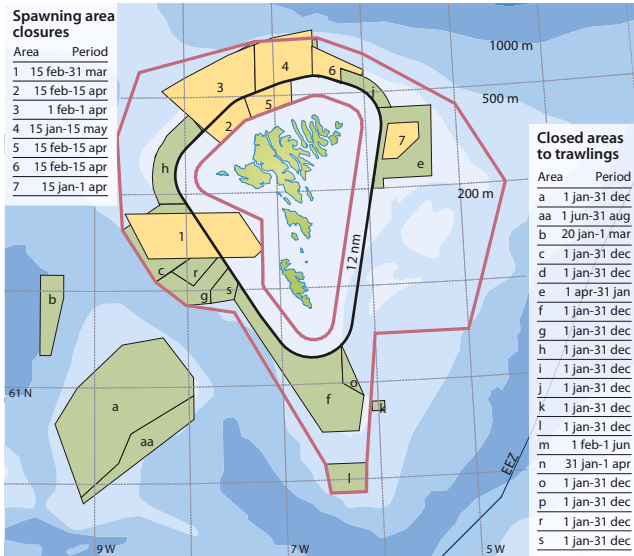 Spawning area
closures
Area Period
1 15 feb-31 mar
2 15 feb-15 apr
3 1 feb-1 apr
4 15 jan-15 may
5 15 feb-15 apr
6 15 feb-15 apr
7 15 jan-1 apr
1000 m
500 m
200 m
Closed areas
to trawlings
Area Period
a 1 jan-31 dec
aa 1 jun-31 aug
b 20 jan-1 mar
c 1 jan-31 dec
d 1 jan-31 dec
e 1 apr-31 jan
f 1 jan-31 dec
g 1 jan-31 dec
h 1 jan-31 dec
i 1 jan-31 dec
j 1 jan-31 dec
k 1 jan-31 dec
l 1 jan-31 dec
m 1 feb-1 jun
n 31 jan-1 apr
o 1 jan-31 dec
p 1 jan-31 dec
r 1 jan-31 dec
s 1 jan-31 dec
4
3
6
j
5
2
7
e
h
1
12 nm
c
r
g
s
b
61 N
a
aa
f
o
k
l
EEZ
9 W
7 W
5 W